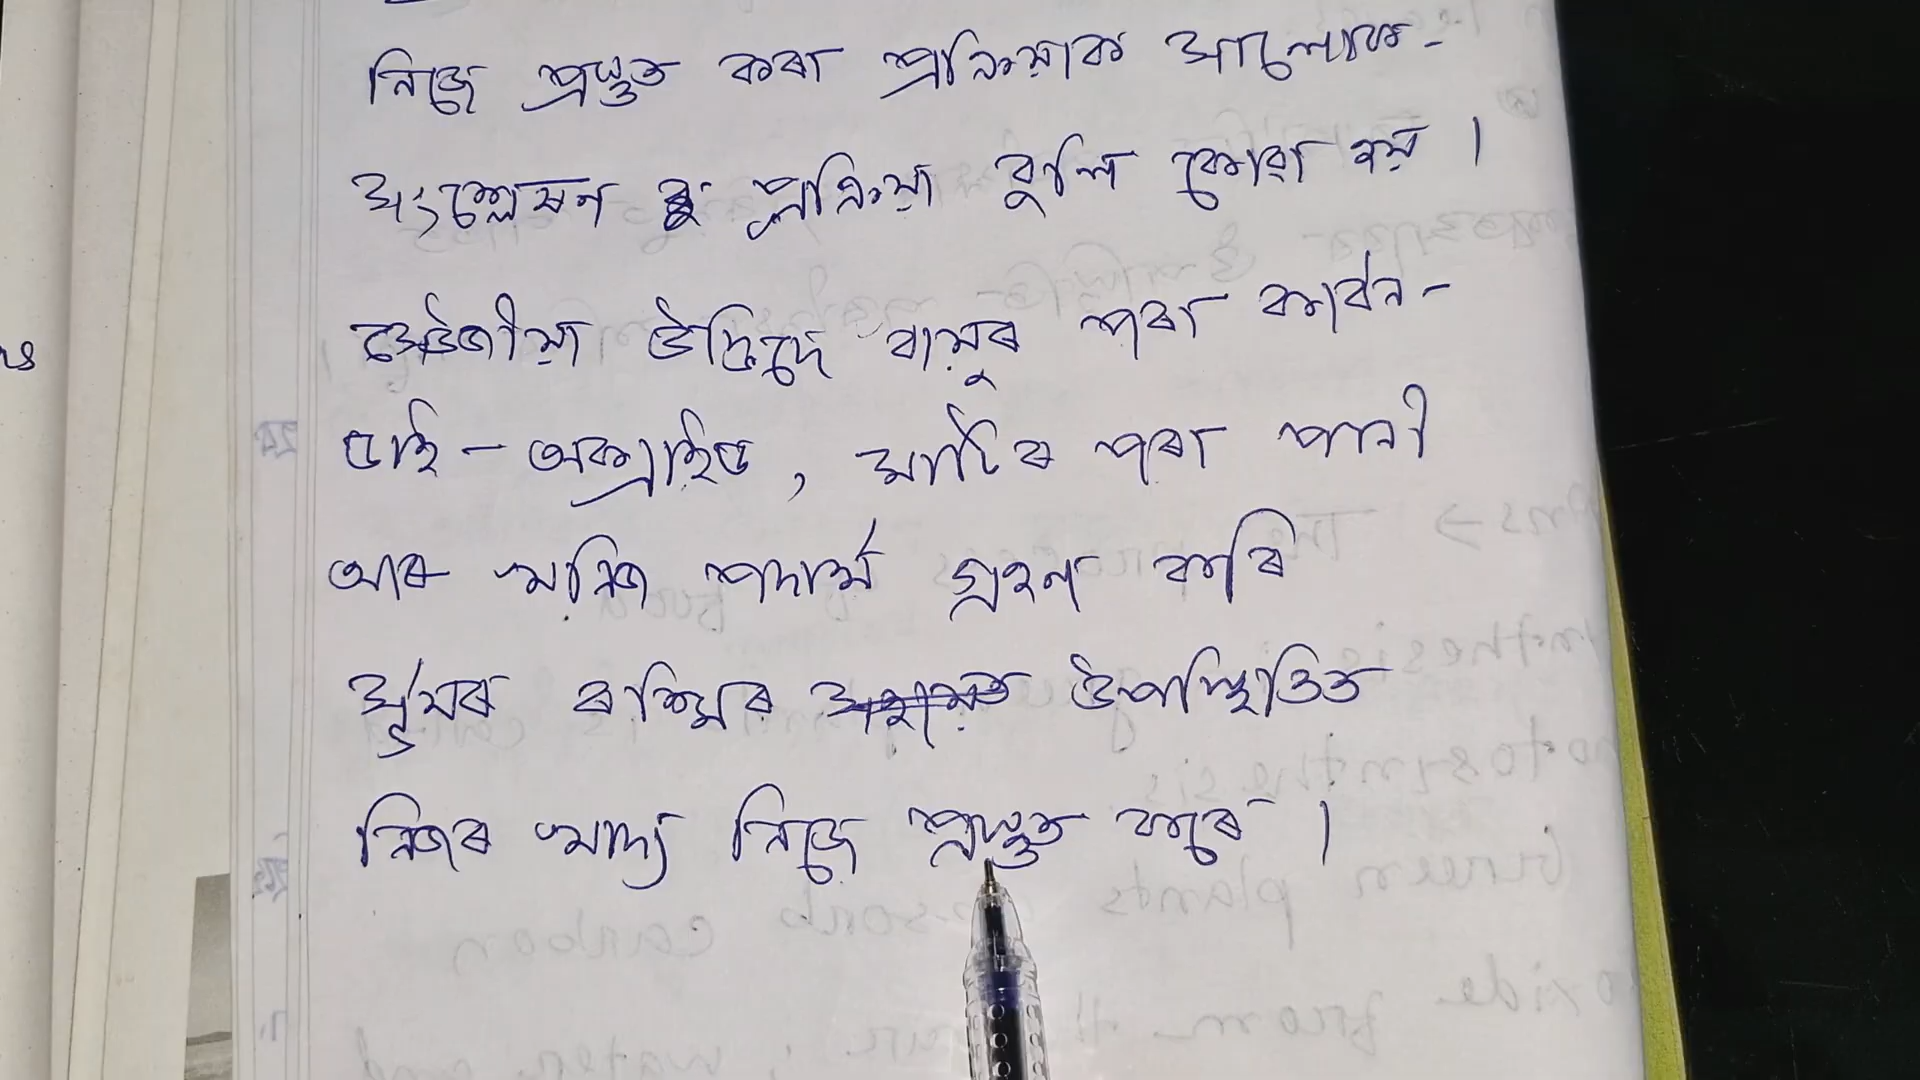 নিজে প্ৰস্তুত কৰা প্ৰক্ৰিয়াক আলোক-
সংশ্লেষন প্ৰক্ৰিয়া বুলি কোৱা হয় ।
সেউজীয়া উদ্ভিদে বায়ুৰ পৰা কাৰ্বন-
ডাই-অক্সাইড, মাটিৰ পৰা পানী
আৰু খনিজ পদাৰ্থ গ্ৰহণ কৰি
সূৰ্যৰ ৰশ্মিৰ উপস্থিতিত
নিজৰ খাদ্য নিজে প্ৰস্তুত কৰে ।